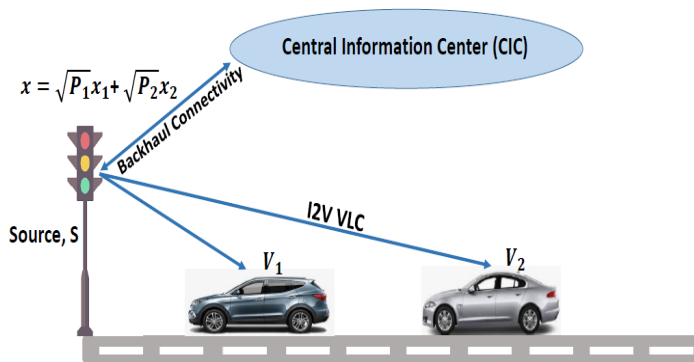 Central Information Center (CIC)
x = √P₁x₁+ √P₂x₂
Backhaul Connectivity
I2V VLC
Source, S
V₁
V₂